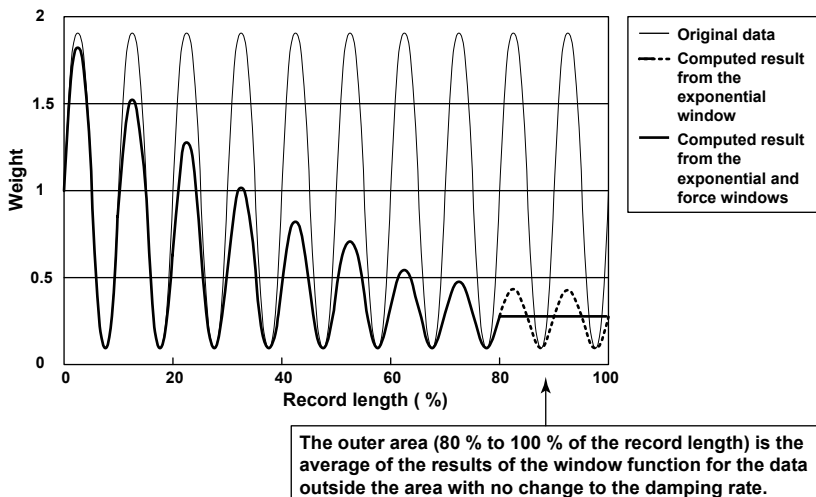 2
1.5
1
0.5
0
Weight
0
20
40
60
80
100
Record length ( %)
Original data
Computed result
from the
exponential
window
Computed result
from the
exponential and
force windows
The outer area (80 % to 100 % of the record length) is the
average of the results of the window function for the data
outside the area with no change to the damping rate.